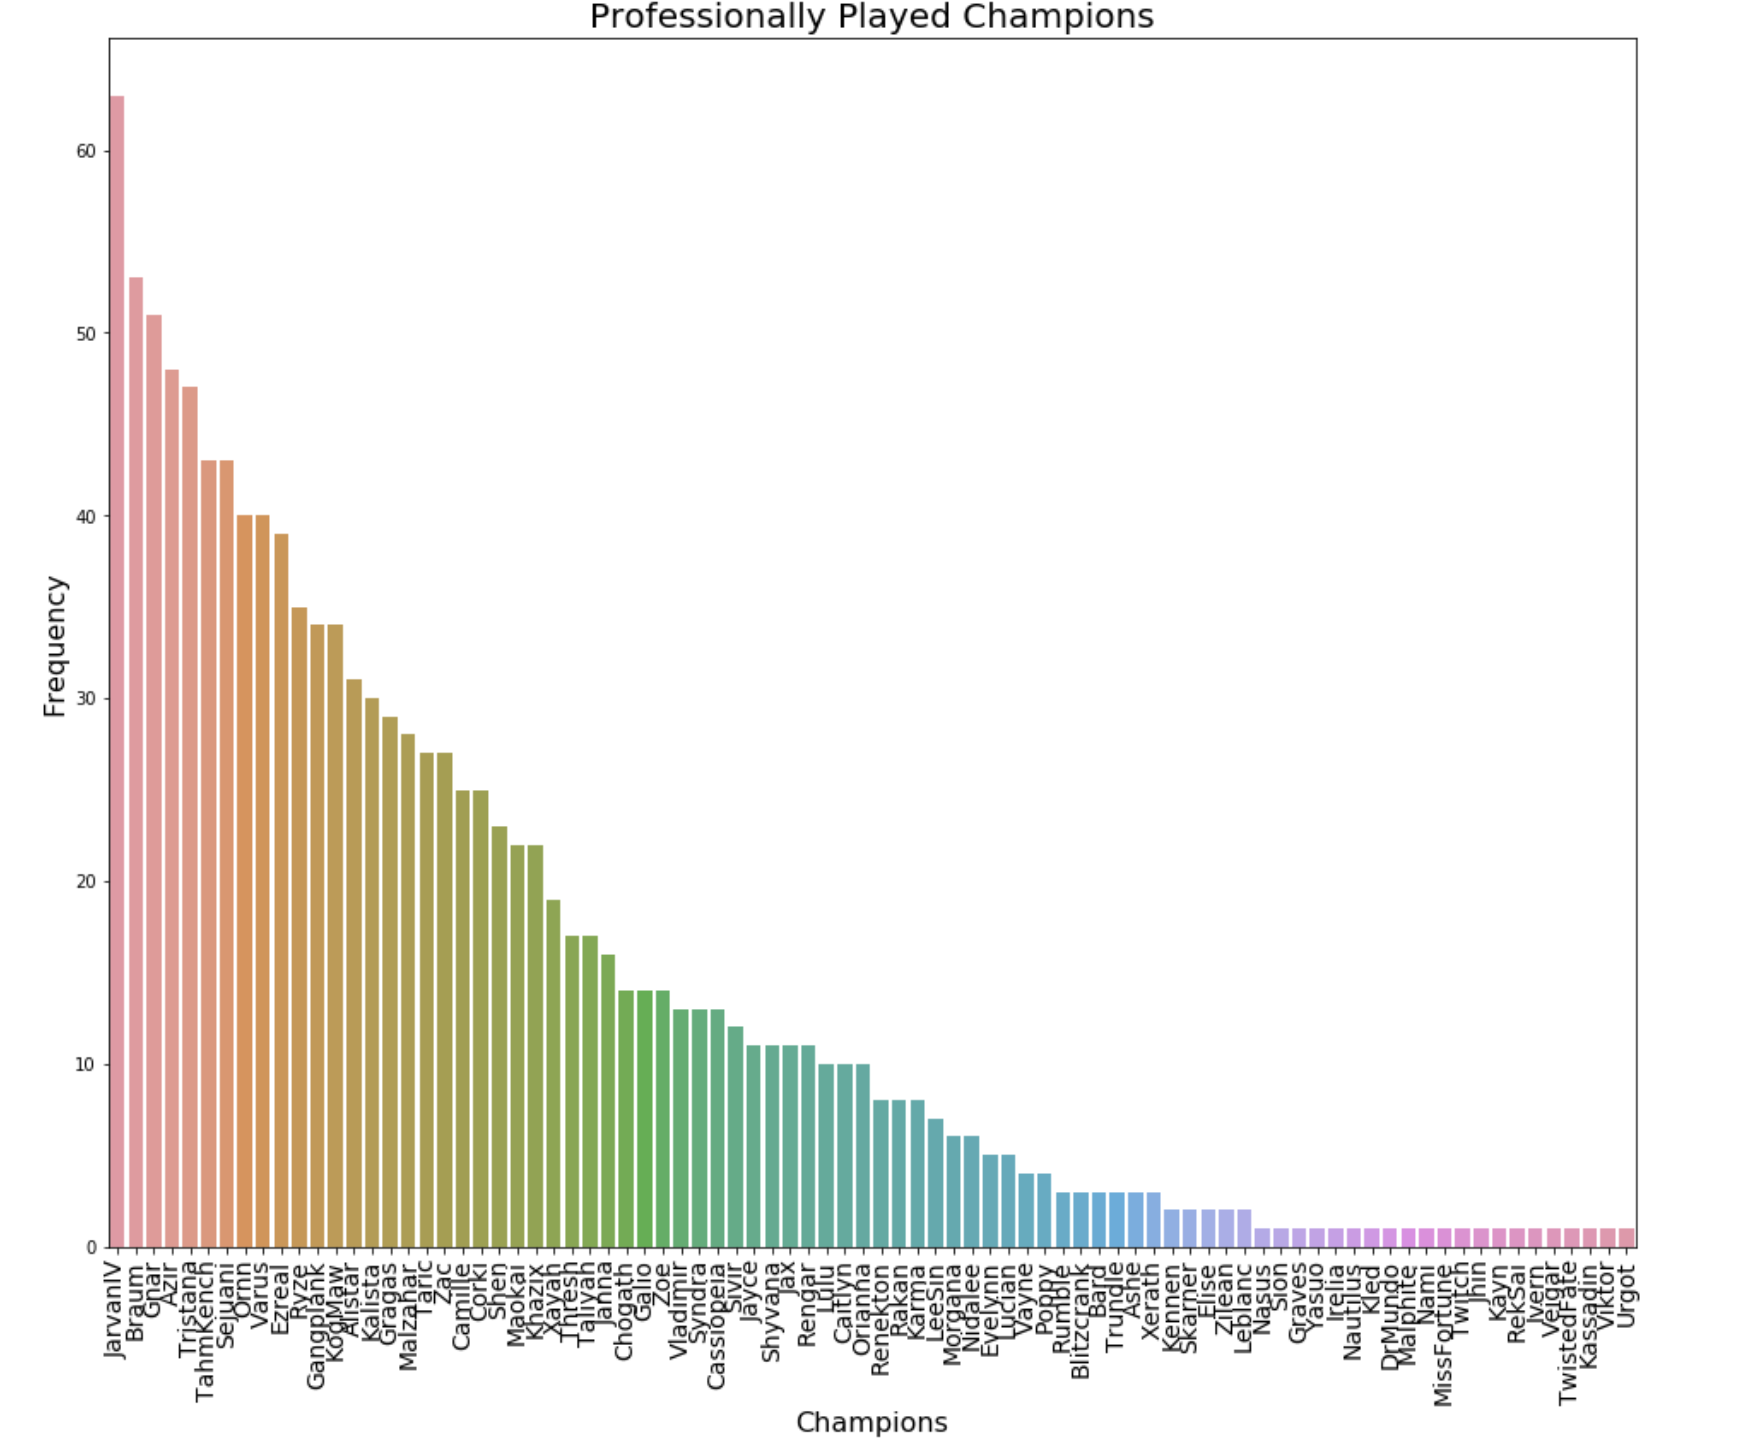 Professionally Played Champions
60
50
40
30
20
10
0
Frequency
JarvanIV
Braum
Gnar
Azir
Tristana
TahmKench
Sejuani
Ornn
Varus
Ezreal
Ryze
Gangplank
KogMaw
Alistar
Kalista
Gragas
Malzahar
Taric
Zac
Camille
Corki
Shen
Maokai
Khazix
Xayah
Thresh
Taliyah
Janna
Chogath
Galio
Zoe
Vladimir
Syndra
Cassiopeia
Sivir
Jayce
Shyvana
Jax
Rengar
Lulu
Caitlyn
Orianna
Renekton
Rakan
Karma
LeeSin
Morgana
Nidalee
Evelynn
Lucian
Vayne
Poppy
Rumble
Blitzcrank
Bard
Trundle
Ashe
Xerath
Kennen
Skarner
Elise
Zilean
Leblanc
Nasus
Sion
Graves
Yasuo
Irelia
Nautilus
Kled
DrMundo
Malphite
Nami
MissFortune
Twitch
Jhin
Kayn
RekSai
Ivern
Veigar
TwistedFate
Kassadin
Viktor
Urgot
Champions